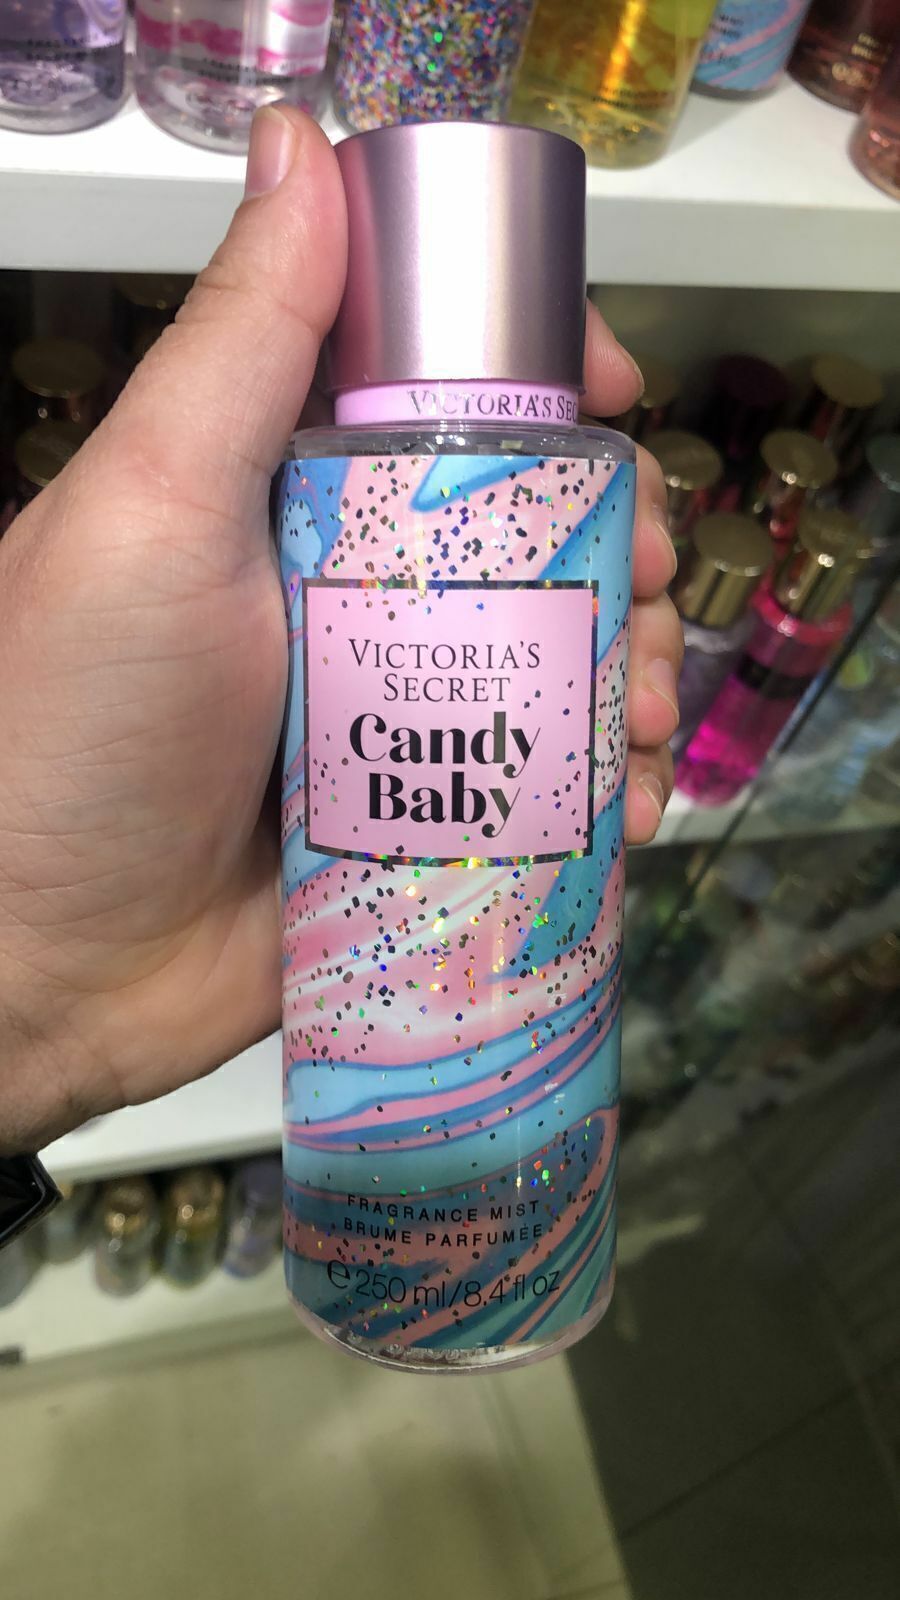 VICTORIA'S SEC
VICTORIA'S
SECRET
Candy
Baby
FRAGRANCE MIST
BRUME PARFUMÉE
e 250 ml/8.4 fl oz